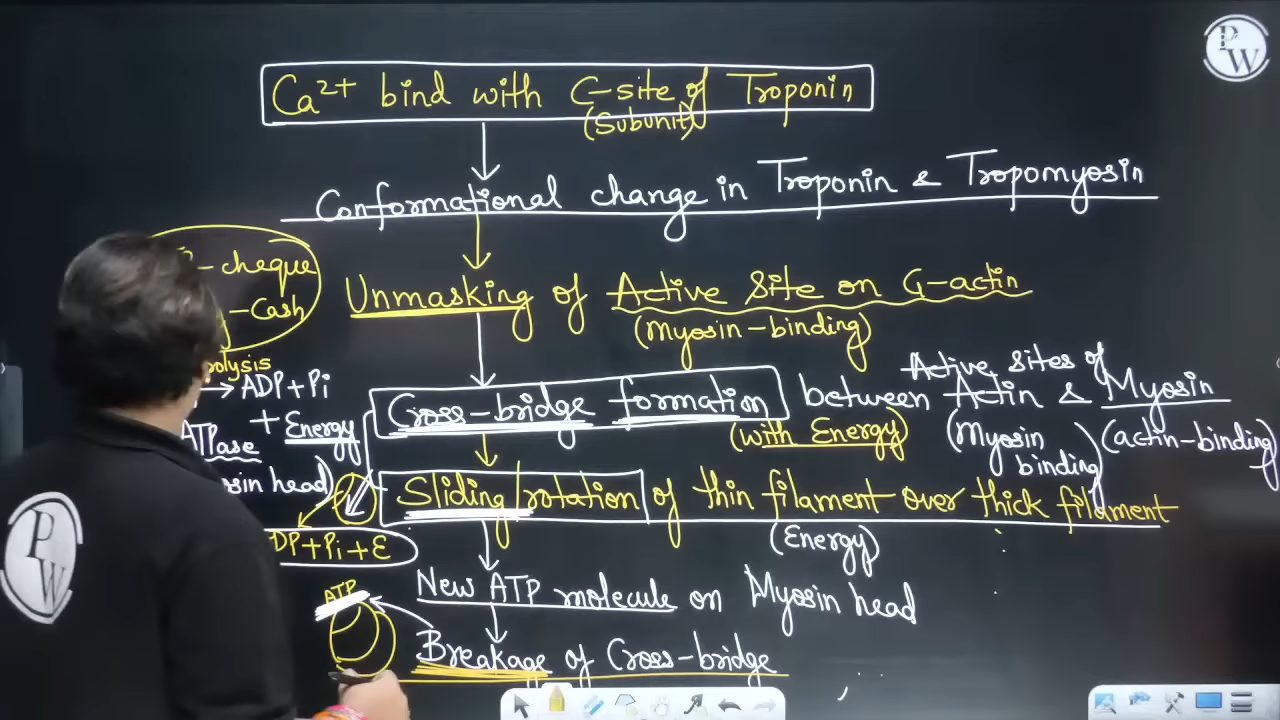 PW
Ca²⁺ bind with C-site of Troponin
(Subunit)
Conformational change in Troponin & Tropomyosin
- cheque
- Cash
Unmasking of Active Site on G-actin
(Myosin-binding)
→ ADP + Pi
+ Energy
ATPase
head)
Active sites of
Cross-bridge formation between Actin & Myosin
(with Energy) (Myosin binding) (actin-binding)
Sliding/rotation of thin filament over thick filament
(Energy)
DP+Pi+E
New ATP molecule on Myosin head
ATP
Breakage of Cross-bridge
PW